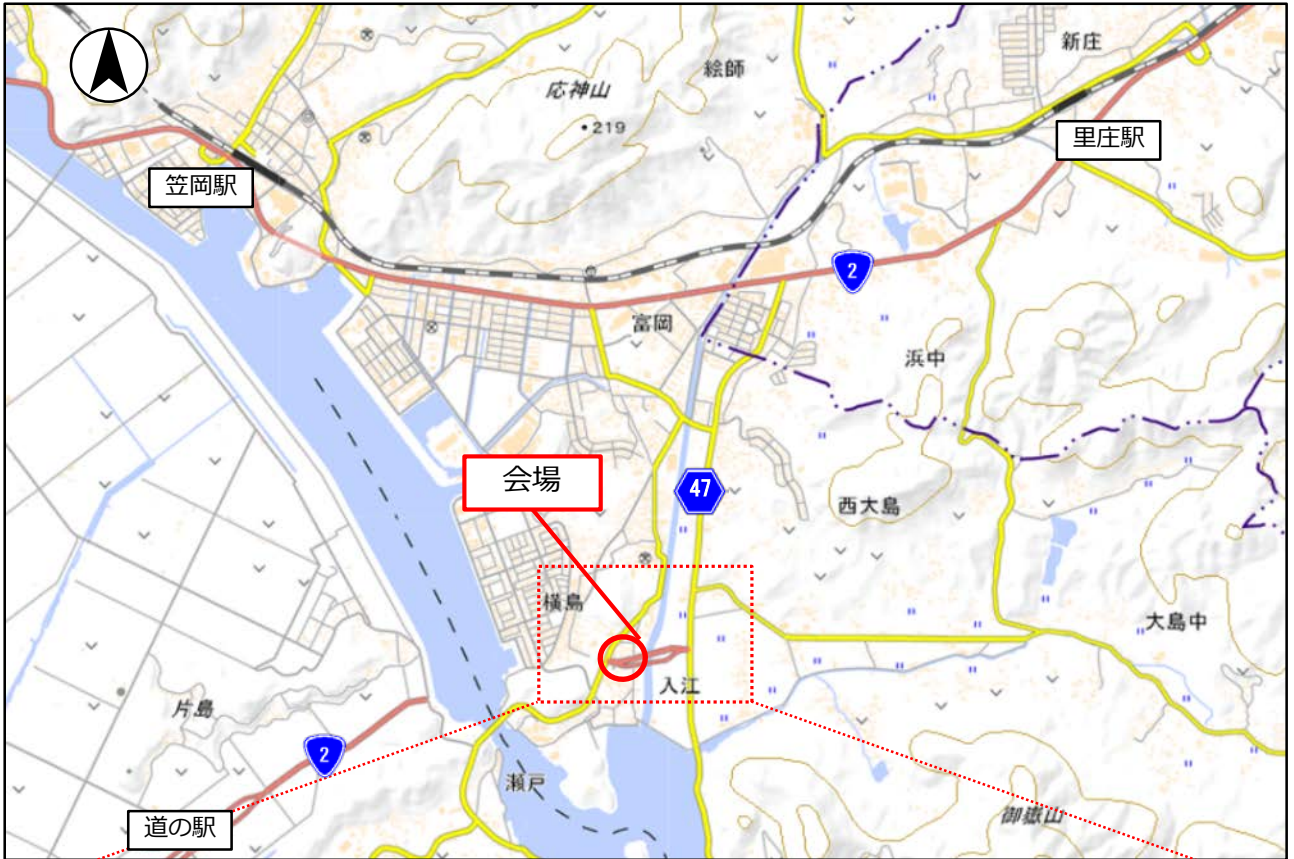 新庄
絵師
応神山
219
里庄駅
笠岡駅
2
富岡
浜中
会場
47
西大島
横島
大島中
入江
片島
2
瀬戸
御嶽山
道の駅